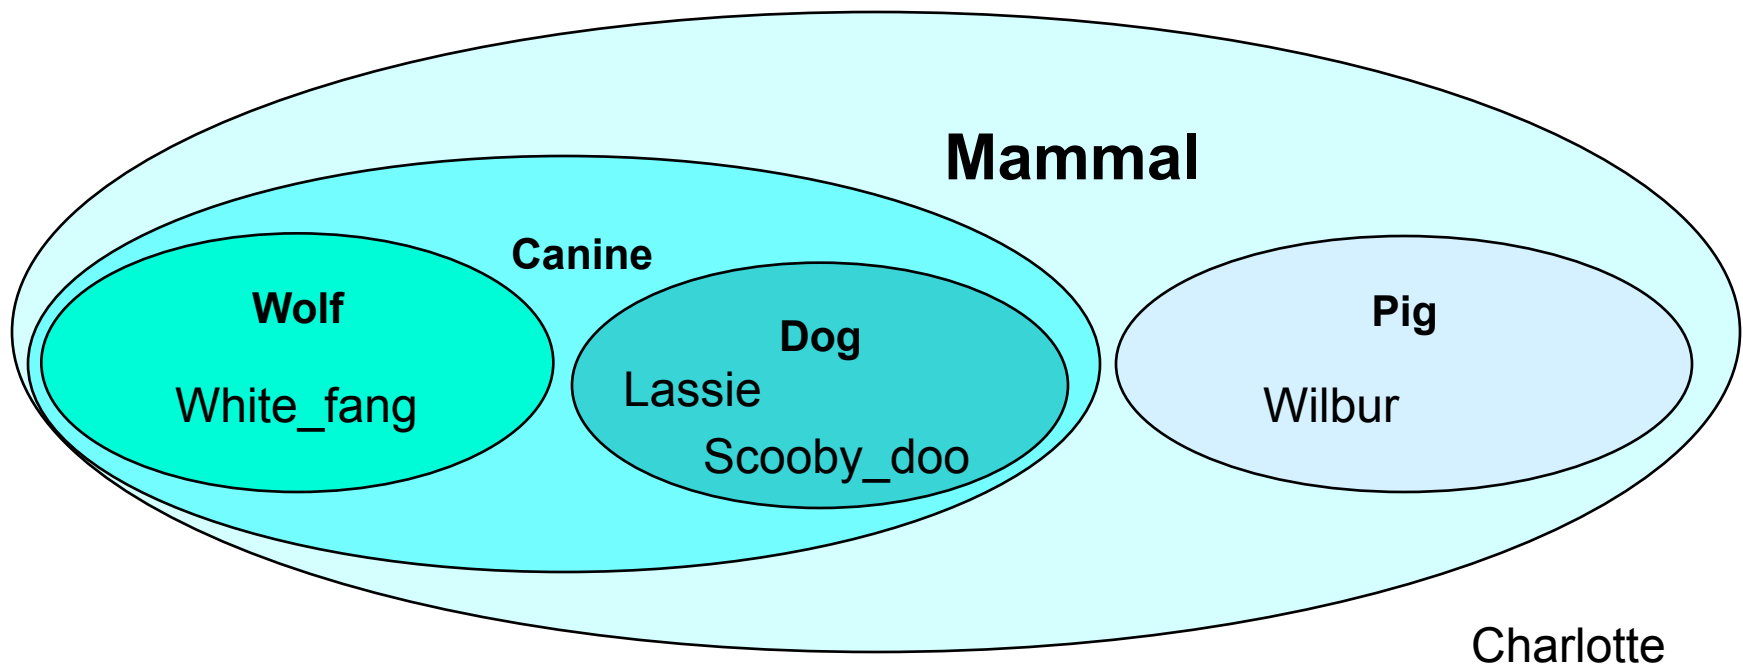 Mammal
Canine
Wolf
White_fang
Dog
Lassie
Scooby_doo
Pig
Wilbur
Charlotte